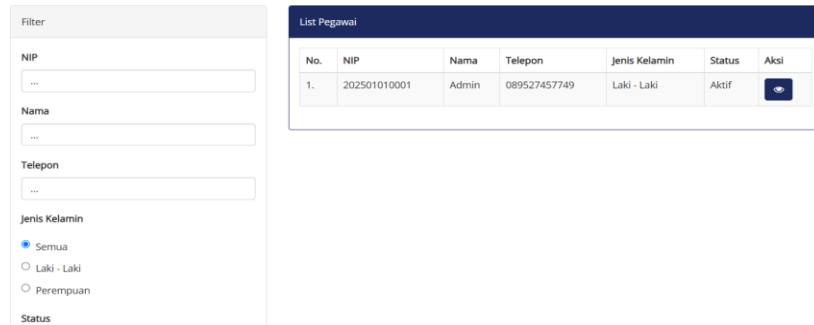 Filter
NIP
...
Nama
...
Telepon
...
Jenis Kelamin
Semua
Laki - Laki
Perempuan
Status
List Pegawai
No. NIP Nama Telepon Jenis Kelamin Status Aksi
1. 202501010001 Admin 089527457749 Laki - Laki Aktif